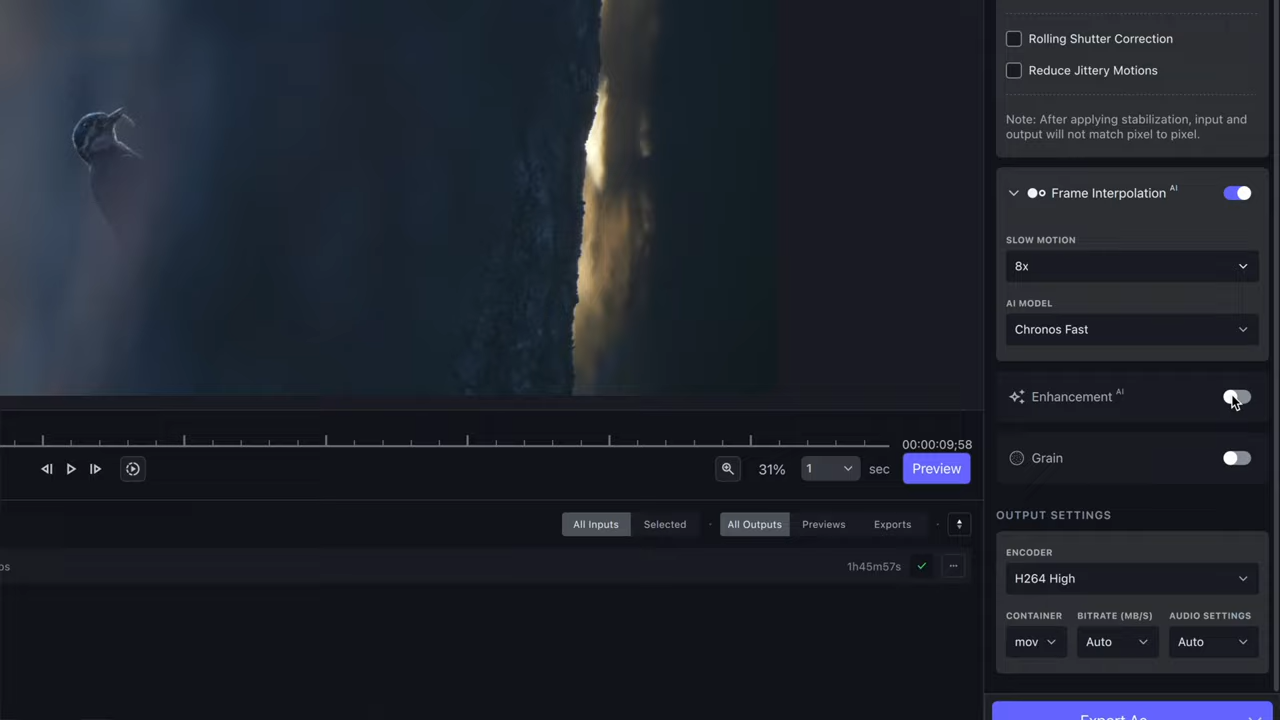 Rolling Shutter Correction
Reduce Jittery Motions
Note: After applying stabilization, input and
output will not match pixel to pixel.
Frame Interpolation AI
SLOW MOTION
8x
AI MODEL
Chronos Fast
Enhancement AI
00:00:09;58
31%
1
sec
Preview
Grain
All Inputs
Selected
All Outputs
Previews
Exports
OUTPUT SETTINGS
ENCODER
os
1h45m57s
H264 High
CONTAINER
BITRATE (MB/S)
AUDIO SETTINGS
mov
Auto
Auto
Export As